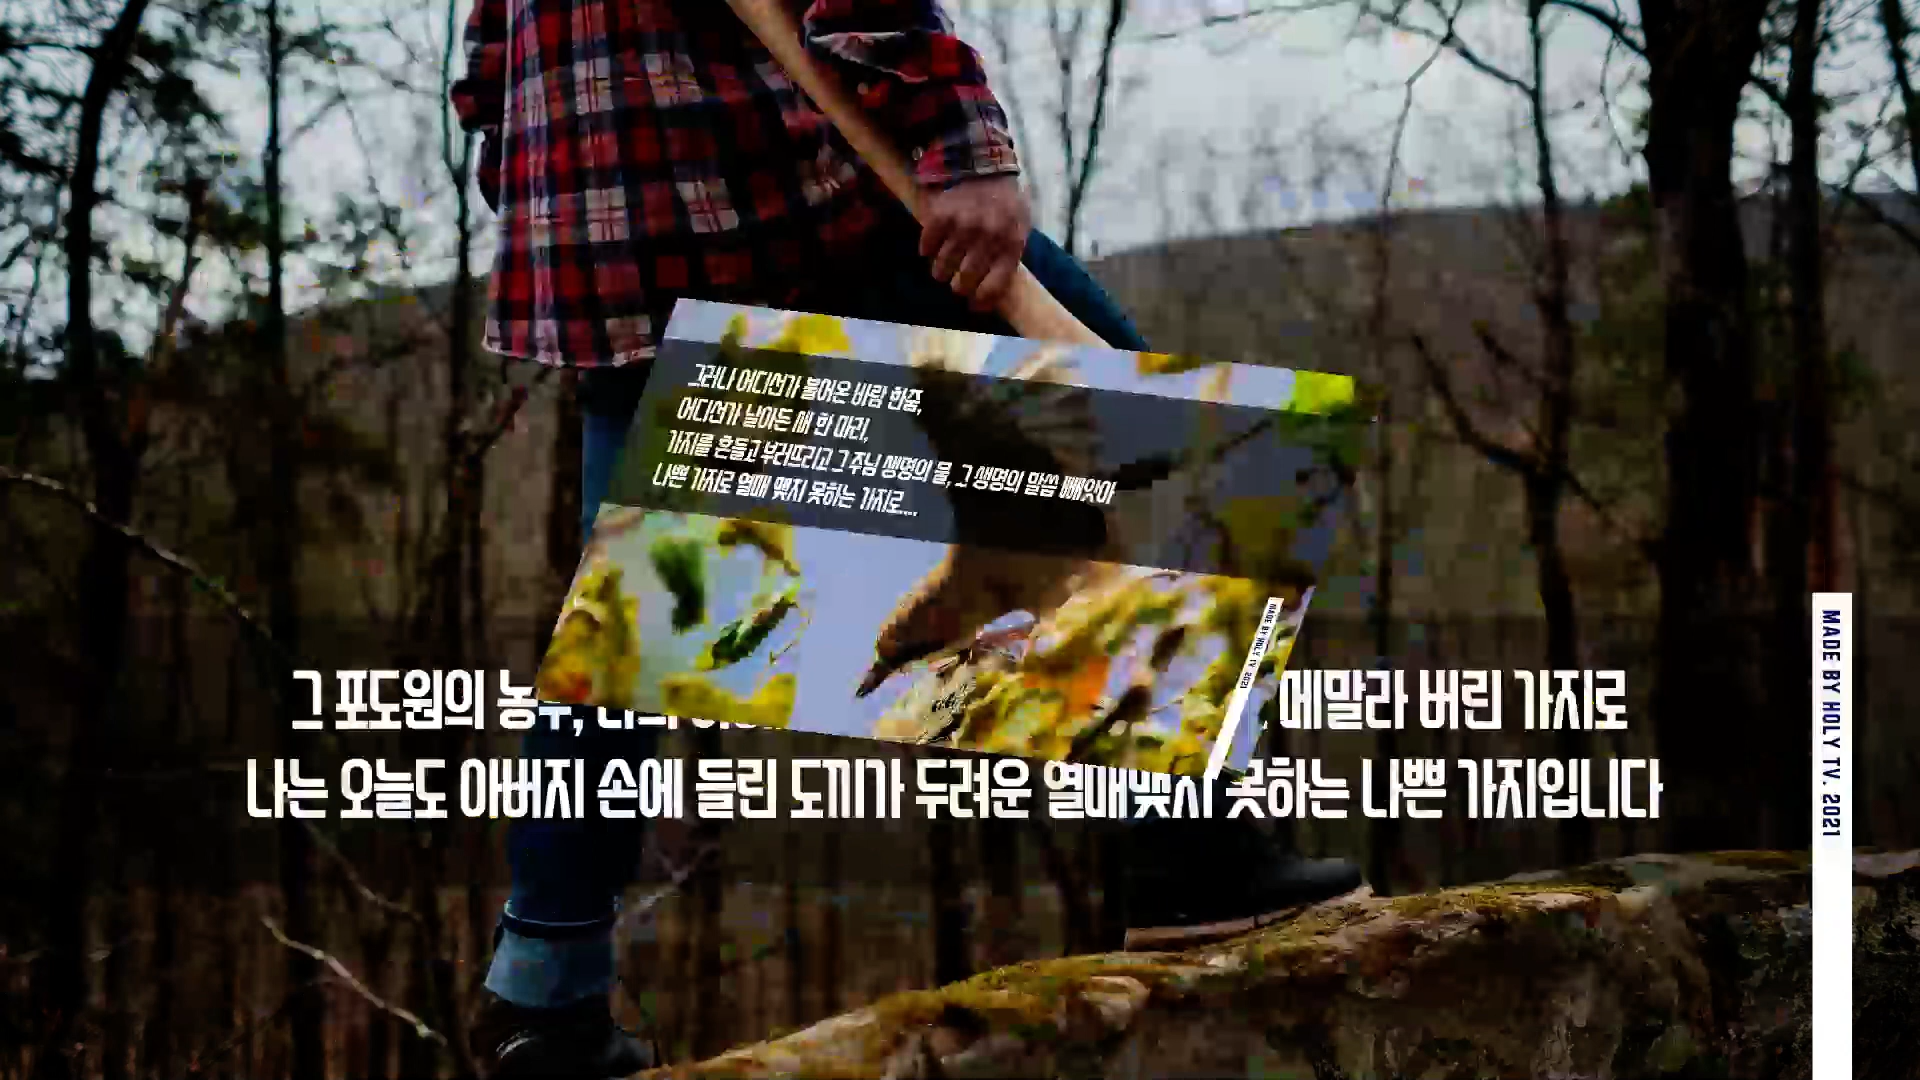 그러나 어디선가 불어온 바람 한줌,
어디선가 날아든 새 한 마리,
가지를 흔들고 부러뜨리고 그 주님 생명의 물, 그 생명의 말씀 빼앗아
나쁜 가지로 열매 맺지 못하는 가지로....
MADE BY HOLY TV. 2021
그 포도원의 농부, 메말라 버린 가지로
나는 오늘도 아버지 손에 들린 도끼가 두려운 열매맺지 못하는 나쁜 가지입니다
MADE BY HOLY TV. 2021